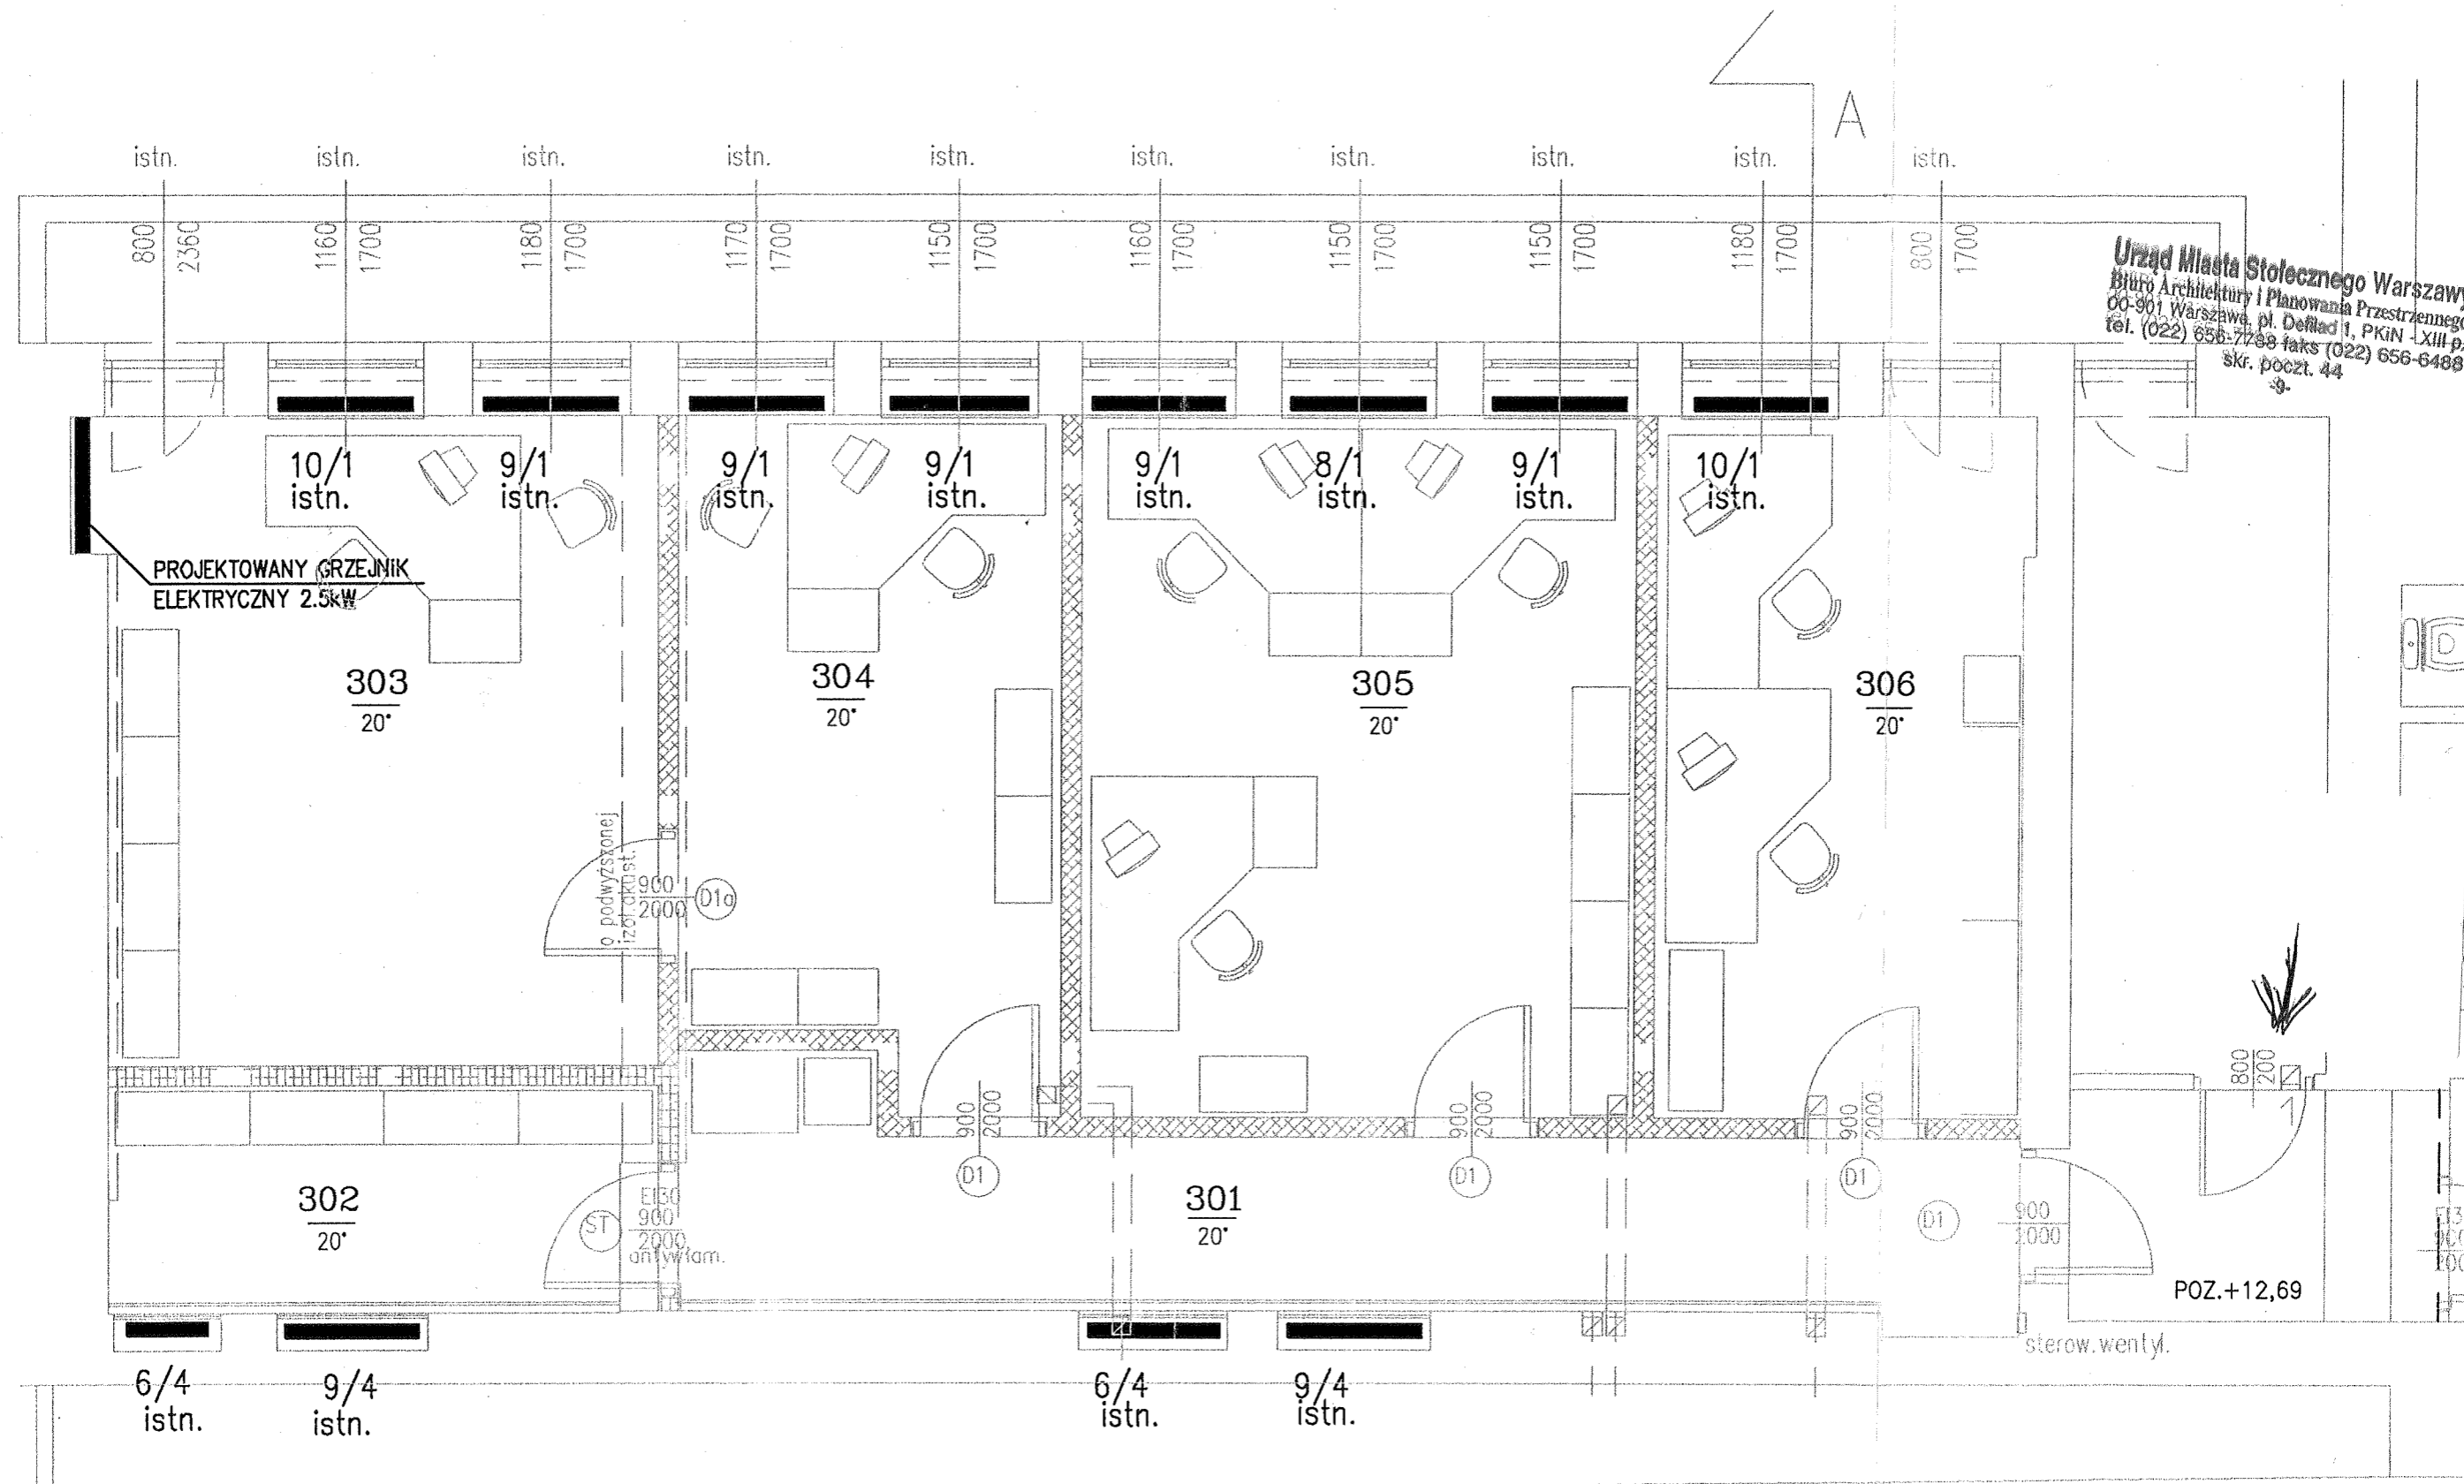 A
istn.
istn.
istn.
istn.
istn.
istn.
istn.
istn.
istn.
istn.
800
2360
1160
1700
1180
1700
1170
1700
1150
1700
1160
1700
1150
1700
1150
1700
1180
1700
800
1700
Urząd Miasta Stołecznego Warszawy
Biuro Architektury i Planowania Przestrzennego
00-901 Warszawa, pl. Defilad 1, PKiN - XIII p.
tel. (022) 656-7788 faks (022) 656-6488
skr. poczt. 44
-9-
10/1
istn.
9/1
istn.
9/1
istn.
9/1
istn.
9/1
istn.
8/1
istn.
9/1
istn.
10/1
istn.
PROJEKTOWANY GRZEJNIK
ELEKTRYCZNY 2.5kW
303
20°
304
20°
305
20°
306
20°
o podwyższonej
izol.akust.
900
2000
D1a
900
2000
D1
900
2000
D1
900
2000
D1
800
200
302
20°
ST
EI30
900
2000
antywłam.
301
20°
D1
900
2000
POZ.+12,69
sterow.wentyl.
6/4
istn.
9/4
istn.
6/4
istn.
9/4
istn.